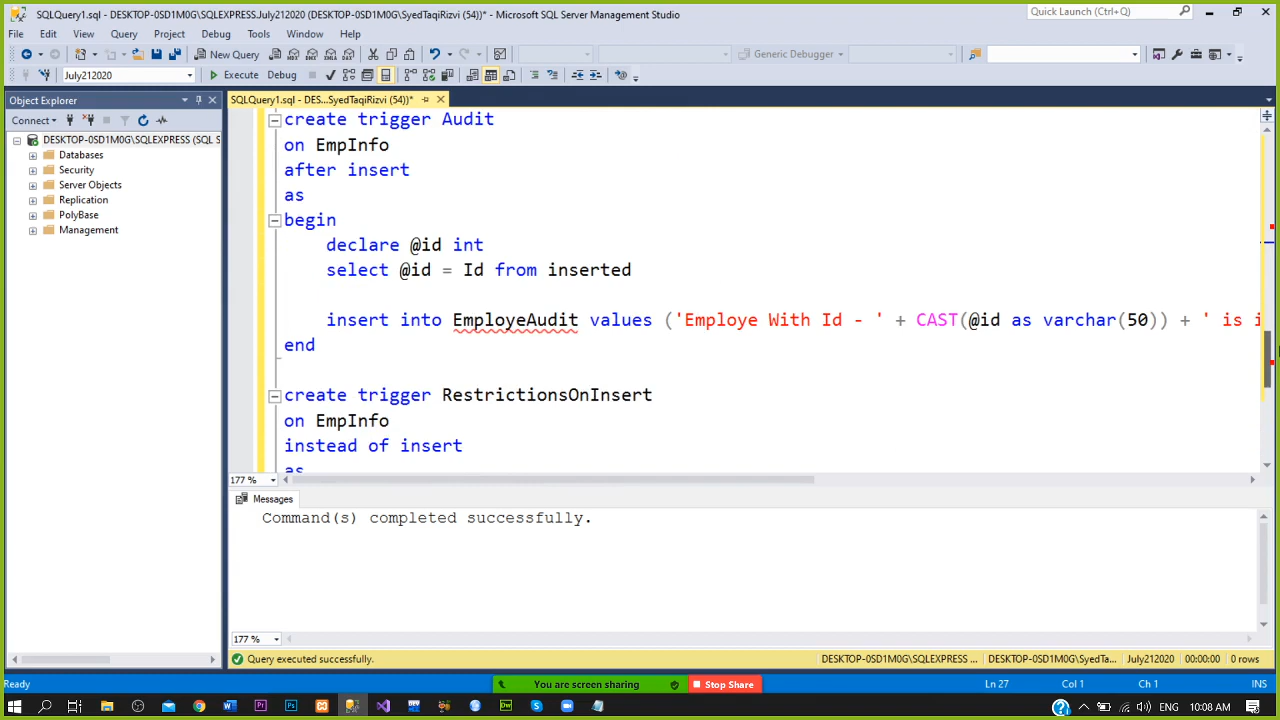 SQLQuery1.sql - DESKTOP-0SD1M0G\SQLEXPRESS.July212020 (DESKTOP-0SD1M0G\SyedTaqiRizvi (54))* - Microsoft SQL Server Management Studio
Quick Launch (Ctrl+Q)
File Edit View Query Project Debug Tools Window Help
New Query
Generic Debugger
July212020
Execute Debug
Object Explorer
SQLQuery1.sql - DES...SyedTaqiRizvi (54))*
Connect
DESKTOP-0SD1M0G\SQLEXPRESS (SQL S
Databases
Security
Server Objects
Replication
PolyBase
Management
create trigger Audit
on EmpInfo
after insert
as
begin
declare @id int
select @id = Id from inserted
insert into EmployeAudit values ('Employe With Id - ' + CAST(@id as varchar(50)) + ' is i
end
create trigger RestrictionsOnInsert
on EmpInfo
instead of insert
as
177 %
Messages
Command(s) completed successfully.
177 %
Query executed successfully.
DESKTOP-0SD1M0G\SQLEXPRESS ... DESKTOP-0SD1M0G\SyedTa... July212020 00:00:00 0 rows
Ready
You are screen sharing
Stop Share
Ln 27 Col 1 Ch 1 INS
ENG 10:08 AM